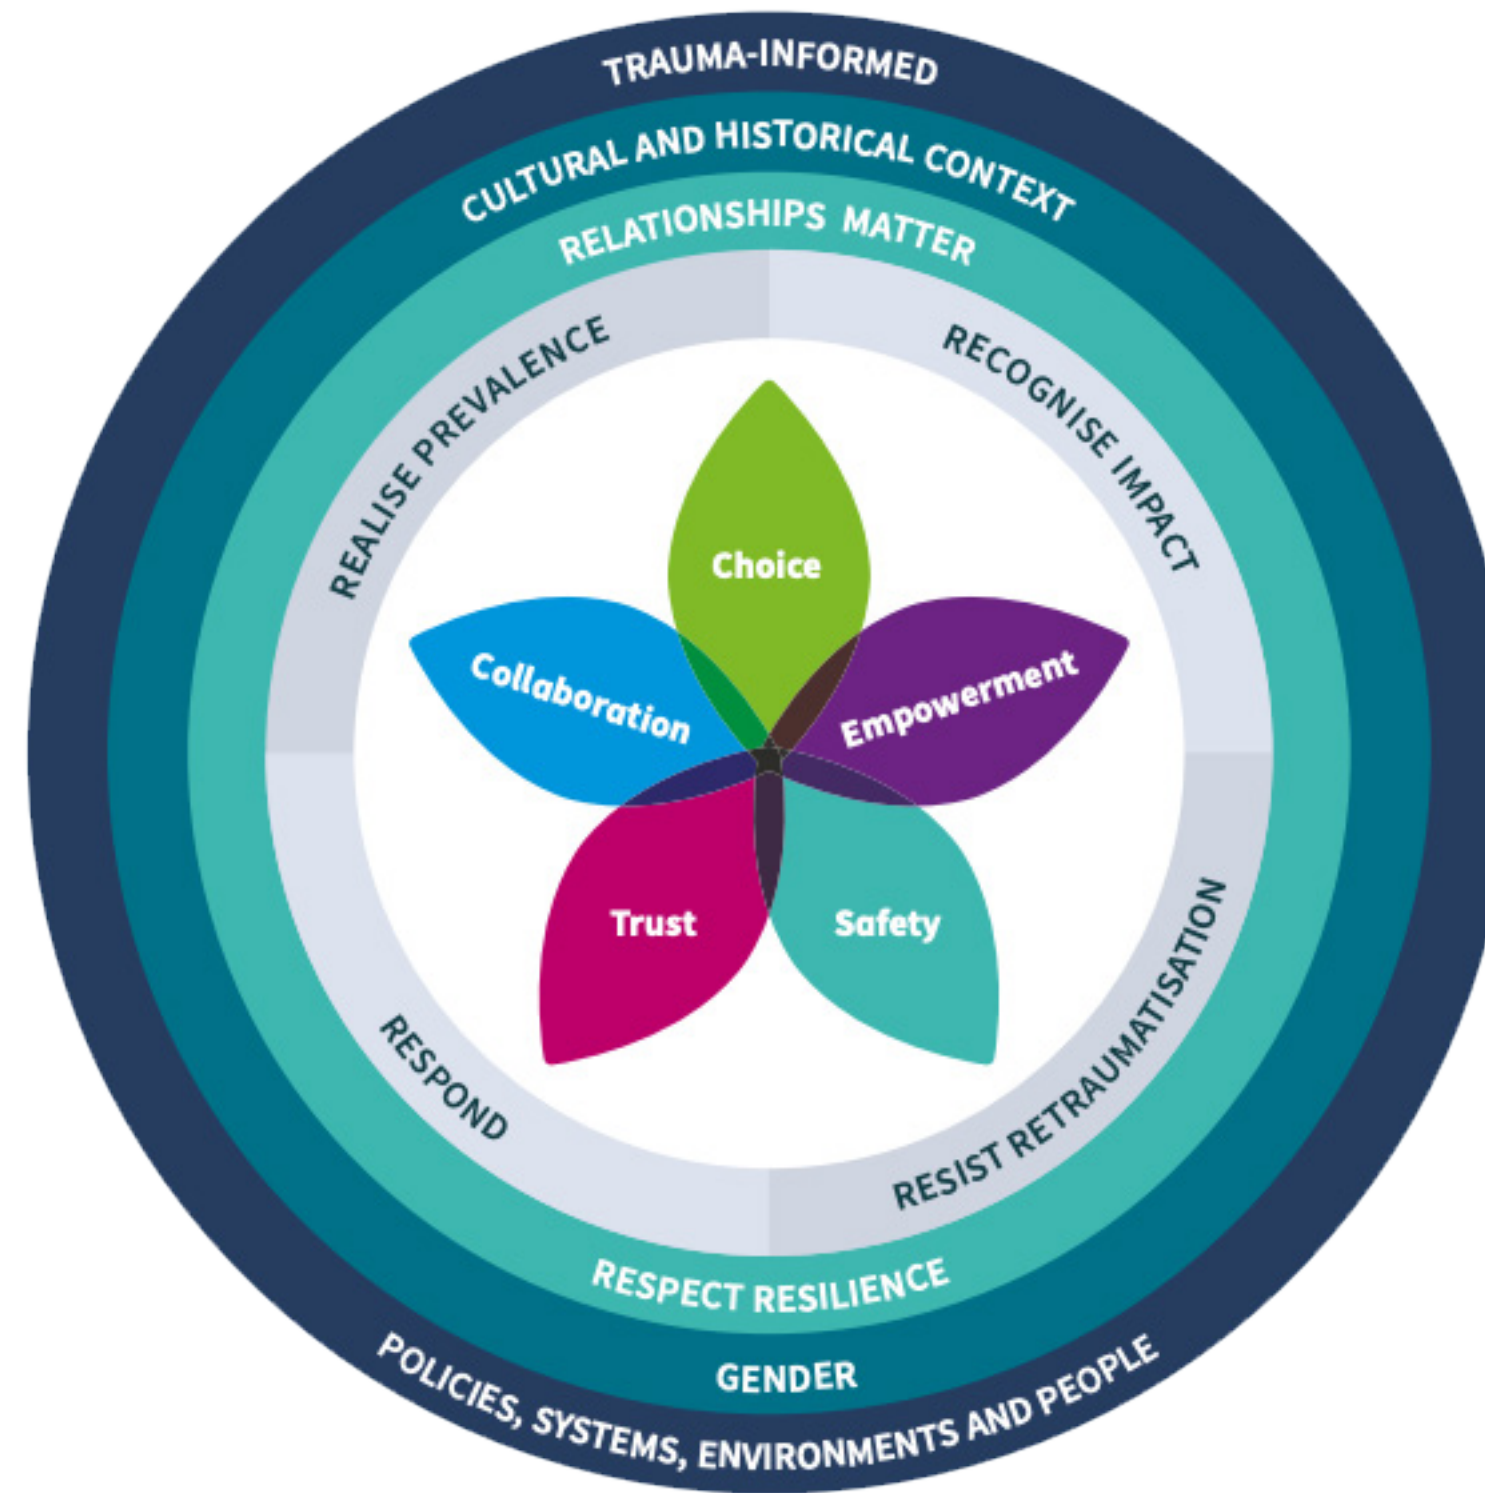 TRAUMA-INFORMED
CULTURAL AND HISTORICAL CONTEXT
RELATIONSHIPS MATTER
REALISE PREVALENCE
RECOGNISE IMPACT
Choice
Collaboration
Empowerment
Trust
Safety
RESPOND
RESIST RETRAUMATISATION
RESPECT RESILIENCE
GENDER
POLICIES, SYSTEMS, ENVIRONMENTS AND PEOPLE